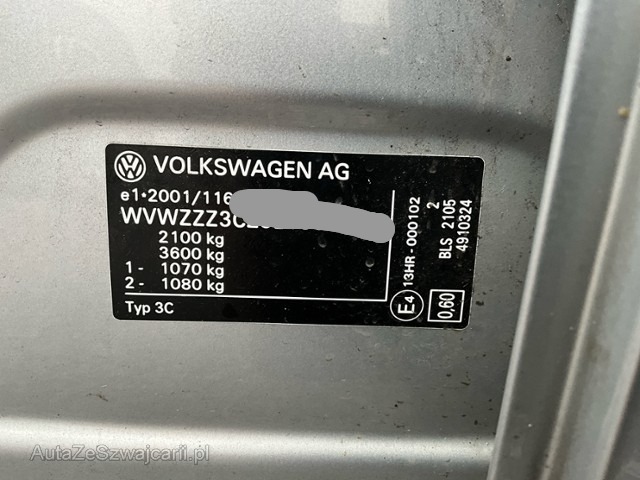 VOLKSWAGEN AG
e1*2001/116
WVWZZZ3C
2100 kg
3600 kg
1 - 1070 kg
2 - 1080 kg
Typ 3C
E4 13HR - 000102
2
BLS 2105
4910324
0,60
AutaZeSzwajcarii.pl